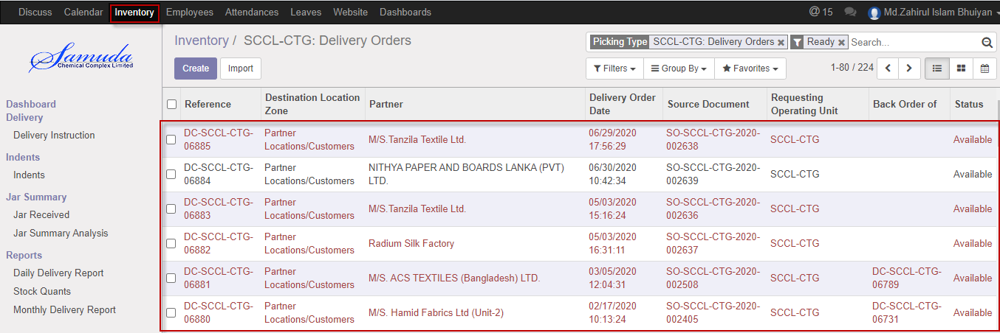 Discuss Calendar Inventory Employees Attendances Leaves Website Dashboards @ 15 Md.Zahirul Islam Bhuiyan
Samuda
Chemical Complex Limited
Dashboard
Delivery
Delivery Instruction
Indents
Indents
Jar Summary
Jar Received
Jar Summary Analysis
Reports
Daily Delivery Report
Stock Quants
Monthly Delivery Report
Inventory / SCCL-CTG: Delivery Orders
Picking Type SCCL-CTG: Delivery Orders × Ready × Search...
Create Import
Filters Group By Favorites 1-80 / 224
Reference Destination Location Zone Partner Delivery Order Date Source Document Requesting Operating Unit Back Order of Status
DC-SCCL-CTG- Partner M/S.Tanzila Textile Ltd. 06/29/2020 SO-SCCL-CTG-2020- SCCL-CTG Available
06885 Locations/Customers 17:56:29 002638
DC-SCCL-CTG- Partner NITHYA PAPER AND BOARDS LANKA (PVT) 06/30/2020 SO-SCCL-CTG-2020- SCCL-CTG Available
06884 Locations/Customers LTD. 10:42:34 002639
DC-SCCL-CTG- Partner M/S.Tanzila Textile Ltd. 05/03/2020 SO-SCCL-CTG-2020- SCCL-CTG Available
06883 Locations/Customers 15:16:24 002636
DC-SCCL-CTG- Partner Radium Silk Factory 05/03/2020 SO-SCCL-CTG-2020- SCCL-CTG Available
06882 Locations/Customers 16:31:11 002637
DC-SCCL-CTG- Partner M/S. ACS TEXTILES (Bangladesh) LTD. 03/05/2020 SO-SCCL-CTG-2020- SCCL-CTG DC-SCCL-CTG- Available
06881 Locations/Customers 12:04:31 002508 06789
DC-SCCL-CTG- Partner M/S. Hamid Fabrics Ltd (Unit-2) 02/17/2020 SO-SCCL-CTG-2020- SCCL-CTG DC-SCCL-CTG- Available
06880 Locations/Customers 10:13:24 002405 06731